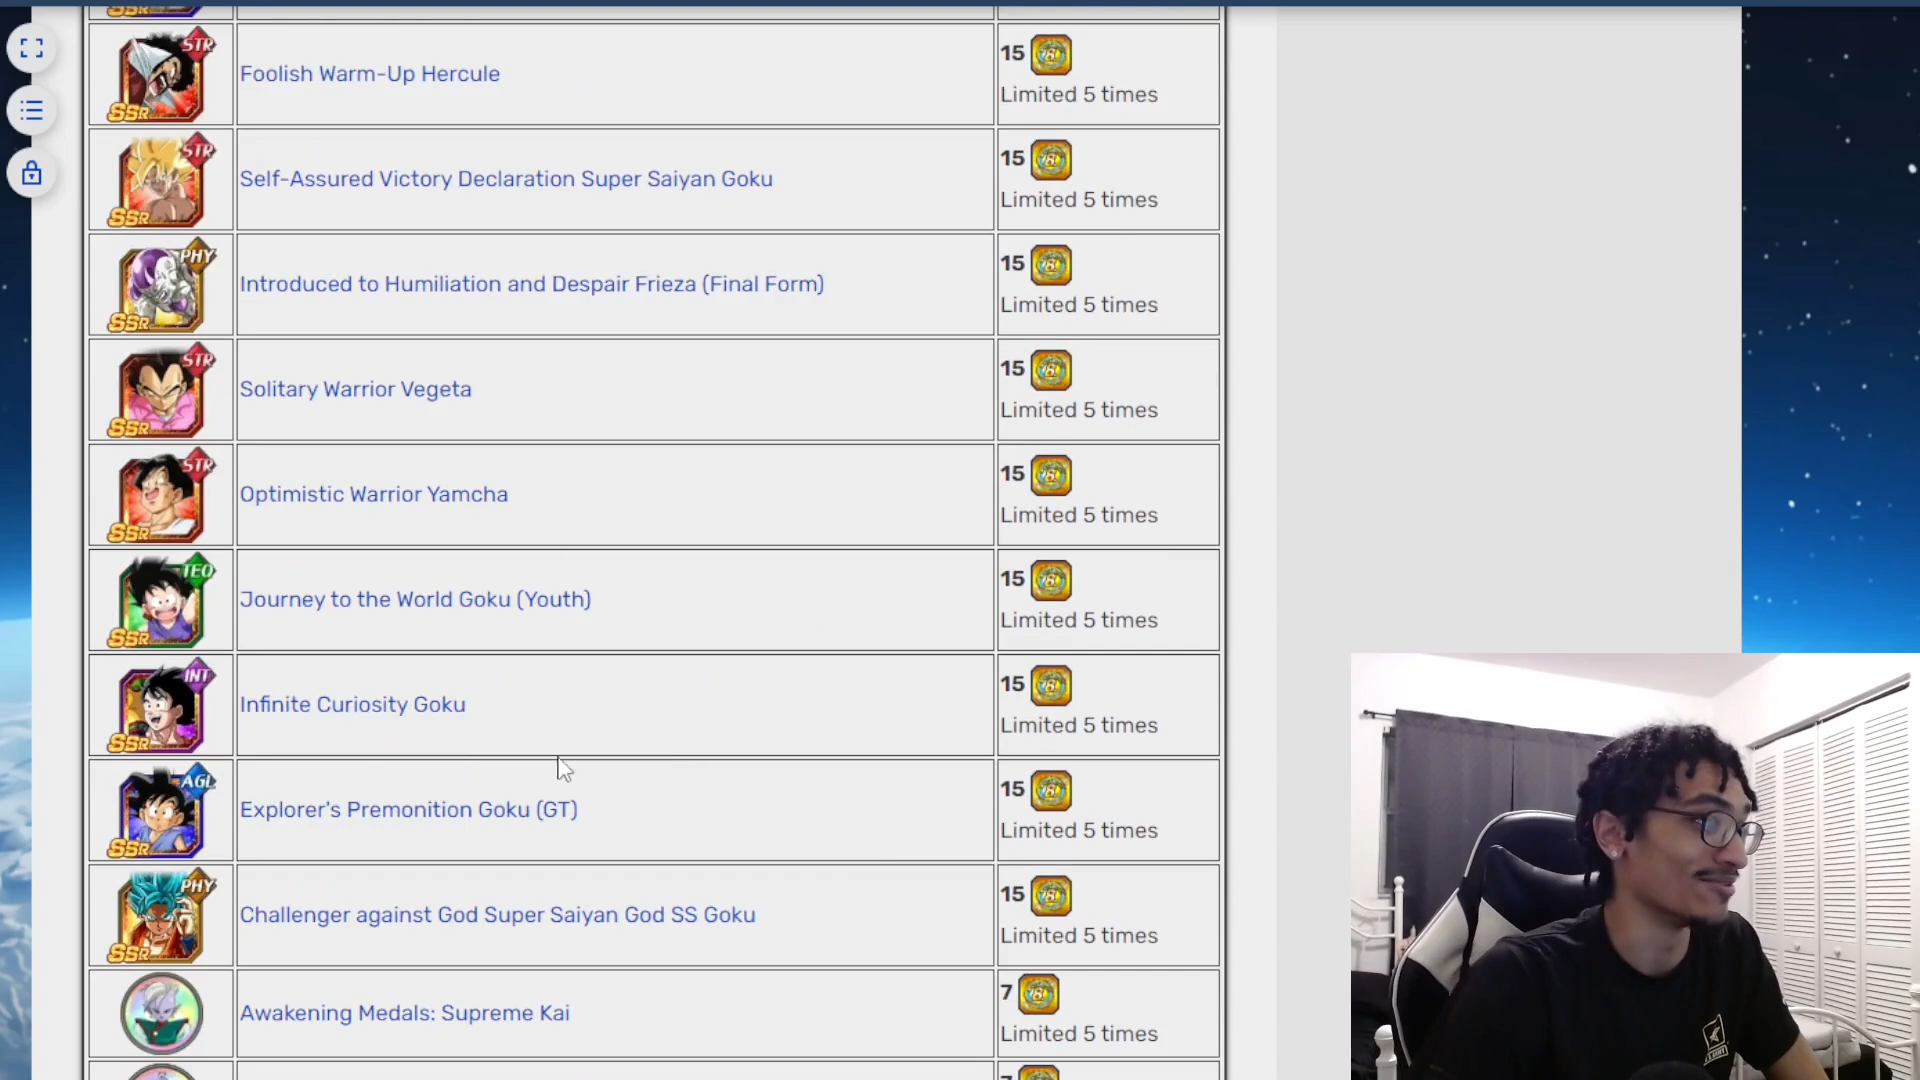 STR
SSR
Foolish Warm-Up Hercule
15
Limited 5 times
STR
SSR
Self-Assured Victory Declaration Super Saiyan Goku
15
Limited 5 times
PHY
SSR
Introduced to Humiliation and Despair Frieza (Final Form)
15
Limited 5 times
STR
SSR
Solitary Warrior Vegeta
15
Limited 5 times
STR
SSR
Optimistic Warrior Yamcha
15
Limited 5 times
TEQ
SSR
Journey to the World Goku (Youth)
15
Limited 5 times
INT
SSR
Infinite Curiosity Goku
15
Limited 5 times
AGL
SSR
Explorer's Premonition Goku (GT)
15
Limited 5 times
PHY
SSR
Challenger against God Super Saiyan God SS Goku
15
Limited 5 times
Awakening Medals: Supreme Kai
7
Limited 5 times